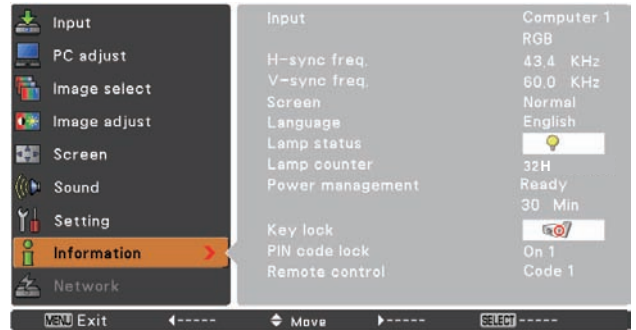 Input
PC adjust
Image select
Image adjust
Screen
Sound
Setting
Information
Network
Input Computer 1
RGB
H-sync freq. 43.4 KHz
V-sync freq. 60.0 KHz
Screen Normal
Language English
Lamp status
Lamp counter 32H
Power management Ready
30 Min
Key lock
PIN code lock On 1
Remote control Code 1
MENU Exit ◀----- Move ▶----- SELECT -----